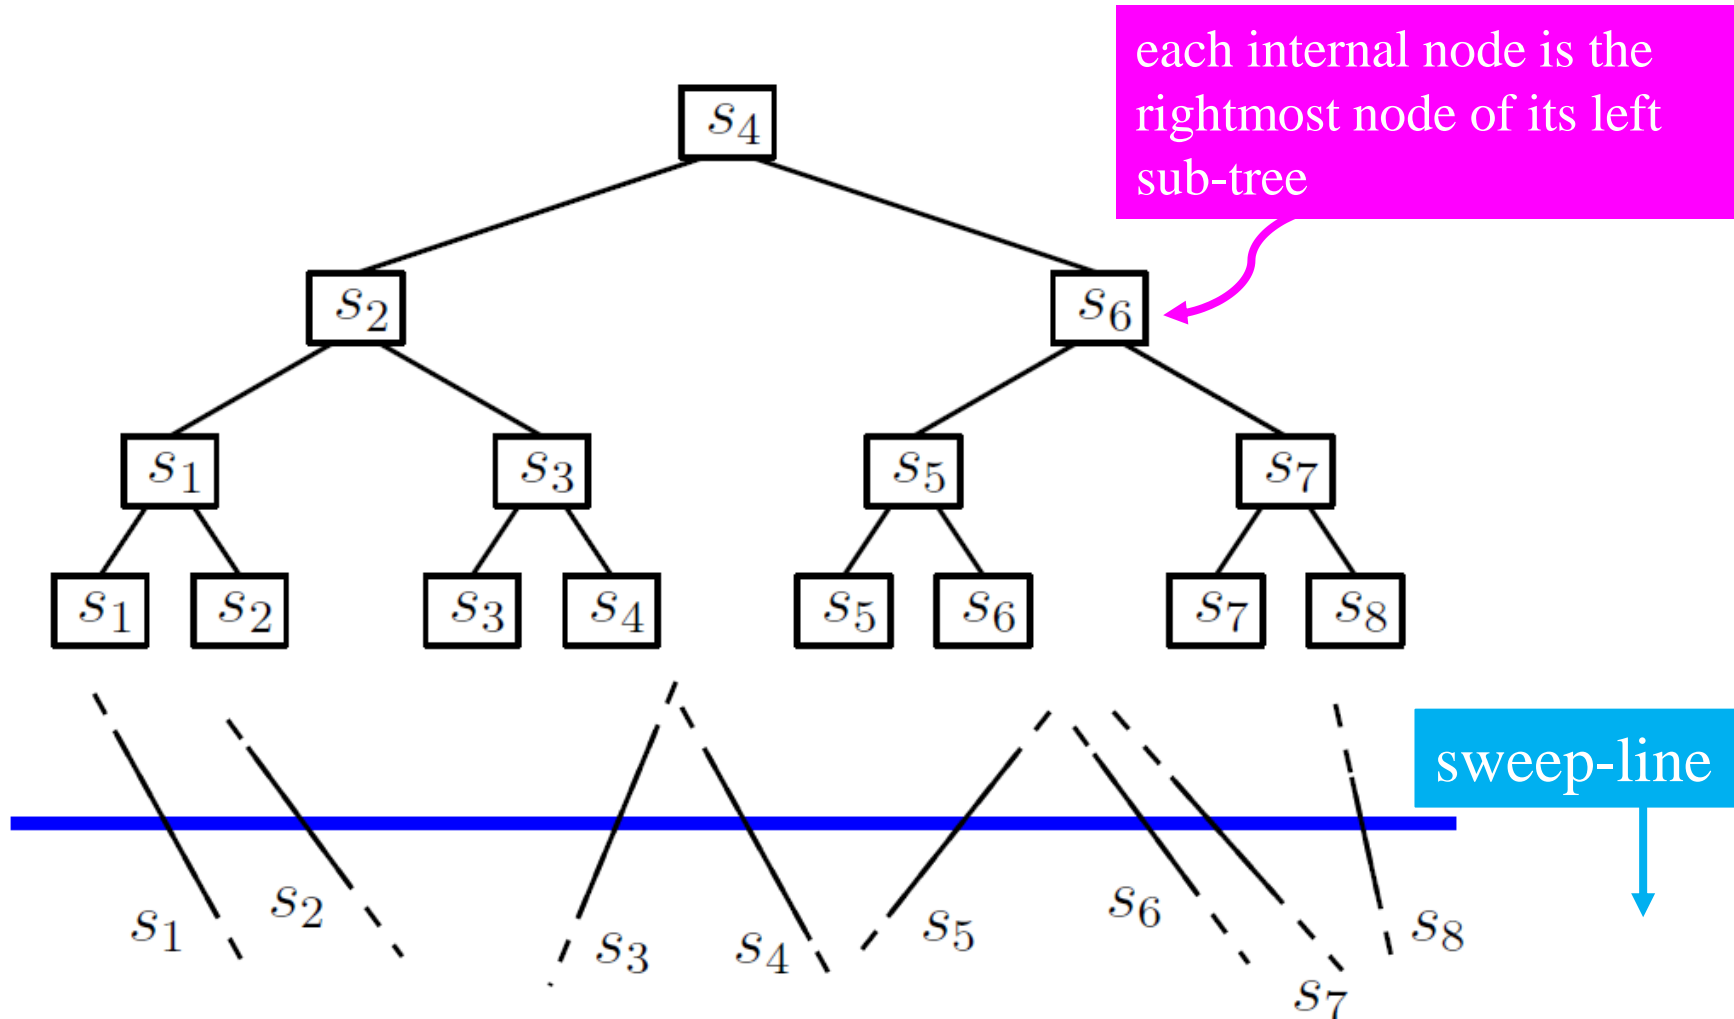 each internal node is the
rightmost node of its left
sub-tree
s4
s2 s6
s1 s3 s5 s7
s1 s2 s3 s4 s5 s6 s7 s8
sweep-line
s1 s2 s3 s4 s5 s6 s7 s8